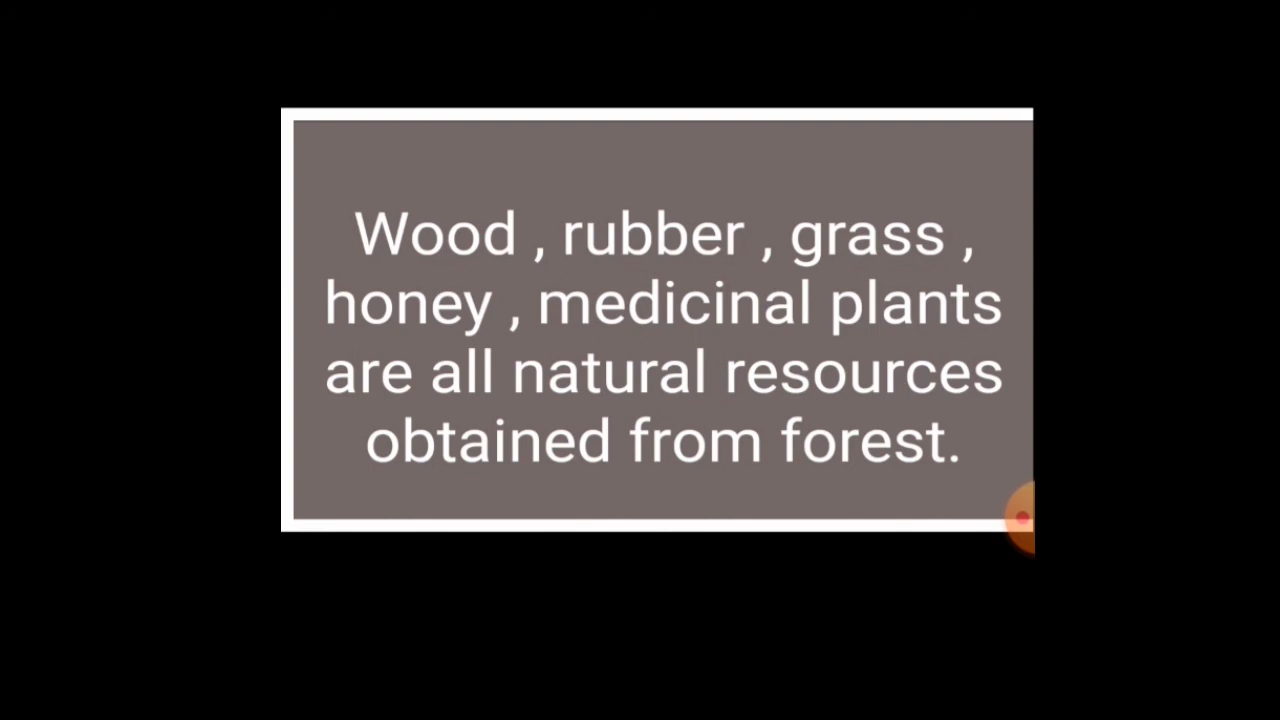 Wood , rubber , grass ,
honey , medicinal plants
are all natural resources
obtained from forest.